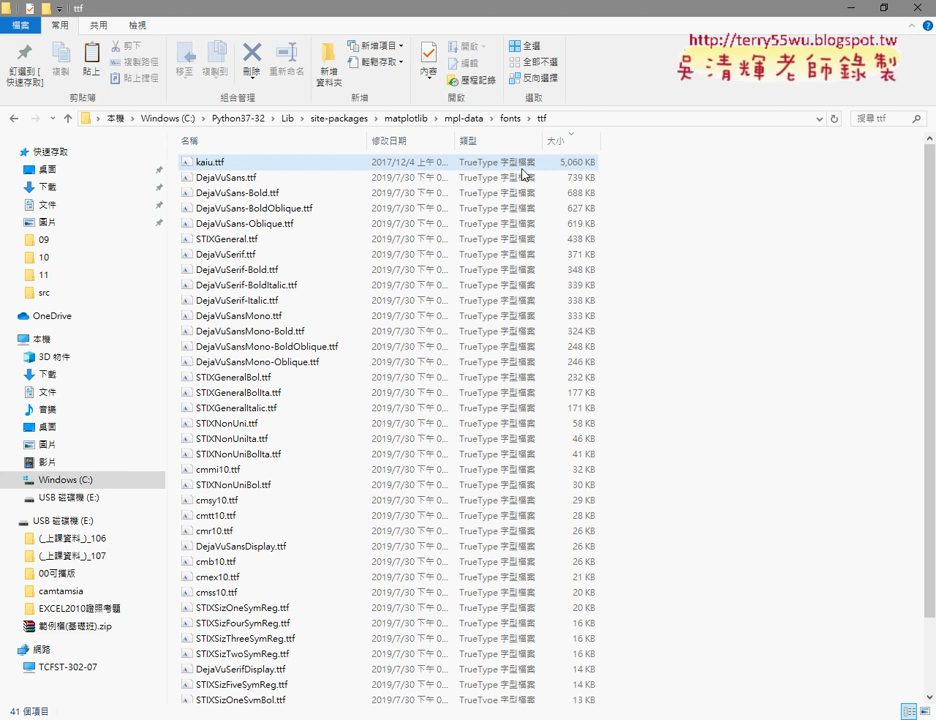 ttf
檔案 常用 共用 檢視
釘選到 [快速存取] 複製 貼上 剪下 複製路徑 貼上捷徑 移至 複製到 刪除 重新命名 新增資料夾 新增項目 輕鬆存取 內容 開啟 編輯 歷程記錄 全選 全部不選 反向選擇
剪貼簿 組合管理 新增 開啟 選取
http://terry55wu.blogspot.tw
吳清輝老師錄製
本機 › Windows (C:) › Python37-32 › Lib › site-packages › matplotlib › mpl-data › fonts › ttf
搜尋 ttf
名稱 修改日期 類型 大小
快速存取
桌面
下載
文件
圖片
09
10
11
src
OneDrive
本機
3D 物件
下載
文件
音樂
桌面
圖片
影片
Windows (C:)
USB 磁碟機 (E:)
USB 磁碟機 (E:)
(_上課資料_)_106
(_上課資料_)_107
00可攜版
camtamsia
EXCEL2010證照考題
範例檔(基礎班).zip
網路
TCFST-302-07
kaiu.ttf 2017/12/4 上午 0... TrueType 字型檔案 5,060 KB
DejaVuSans.ttf 2019/7/30 下午 0... TrueType 字型檔案 739 KB
DejaVuSans-Bold.ttf 2019/7/30 下午 0... TrueType 字型檔案 688 KB
DejaVuSans-BoldOblique.ttf 2019/7/30 下午 0... TrueType 字型檔案 627 KB
DejaVuSans-Oblique.ttf 2019/7/30 下午 0... TrueType 字型檔案 619 KB
STIXGeneral.ttf 2019/7/30 下午 0... TrueType 字型檔案 438 KB
DejaVuSerif.ttf 2019/7/30 下午 0... TrueType 字型檔案 371 KB
DejaVuSerif-Bold.ttf 2019/7/30 下午 0... TrueType 字型檔案 348 KB
DejaVuSerif-BoldItalic.ttf 2019/7/30 下午 0... TrueType 字型檔案 339 KB
DejaVuSerif-Italic.ttf 2019/7/30 下午 0... TrueType 字型檔案 338 KB
DejaVuSansMono.ttf 2019/7/30 下午 0... TrueType 字型檔案 333 KB
DejaVuSansMono-Bold.ttf 2019/7/30 下午 0... TrueType 字型檔案 324 KB
DejaVuSansMono-BoldOblique.ttf 2019/7/30 下午 0... TrueType 字型檔案 248 KB
DejaVuSansMono-Oblique.ttf 2019/7/30 下午 0... TrueType 字型檔案 246 KB
STIXGeneralBol.ttf 2019/7/30 下午 0... TrueType 字型檔案 232 KB
STIXGeneralBolIta.ttf 2019/7/30 下午 0... TrueType 字型檔案 177 KB
STIXGeneralItalic.ttf 2019/7/30 下午 0... TrueType 字型檔案 171 KB
STIXNonUni.ttf 2019/7/30 下午 0... TrueType 字型檔案 58 KB
STIXNonUniIta.ttf 2019/7/30 下午 0... TrueType 字型檔案 46 KB
STIXNonUniBolIta.ttf 2019/7/30 下午 0... TrueType 字型檔案 41 KB
cmmi10.ttf 2019/7/30 下午 0... TrueType 字型檔案 32 KB
STIXNonUniBol.ttf 2019/7/30 下午 0... TrueType 字型檔案 30 KB
cmsy10.ttf 2019/7/30 下午 0... TrueType 字型檔案 29 KB
cmtt10.ttf 2019/7/30 下午 0... TrueType 字型檔案 28 KB
cmr10.ttf 2019/7/30 下午 0... TrueType 字型檔案 26 KB
DejaVuSansDisplay.ttf 2019/7/30 下午 0... TrueType 字型檔案 26 KB
cmb10.ttf 2019/7/30 下午 0... TrueType 字型檔案 26 KB
cmex10.ttf 2019/7/30 下午 0... TrueType 字型檔案 21 KB
cmss10.ttf 2019/7/30 下午 0... TrueType 字型檔案 20 KB
STIXSizOneSymReg.ttf 2019/7/30 下午 0... TrueType 字型檔案 20 KB
STIXSizFourSymReg.ttf 2019/7/30 下午 0... TrueType 字型檔案 16 KB
STIXSizThreeSymReg.ttf 2019/7/30 下午 0... TrueType 字型檔案 16 KB
STIXSizTwoSymReg.ttf 2019/7/30 下午 0... TrueType 字型檔案 16 KB
DejaVuSerifDisplay.ttf 2019/7/30 下午 0... TrueType 字型檔案 14 KB
STIXSizFiveSymReg.ttf 2019/7/30 下午 0... TrueType 字型檔案 14 KB
STIXSizOneSymBol.ttf 2019/7/30 下午 0... TrueType 字型檔案 13 KB
41 個項目